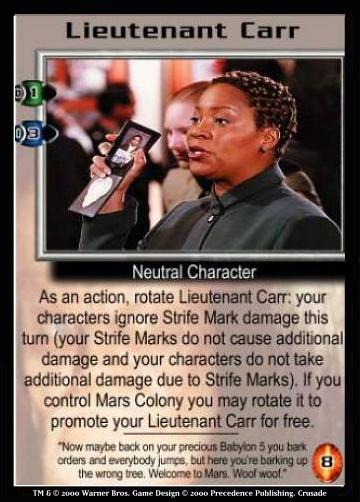 Lieutenant Carr
1
3
Neutral Character
As an action, rotate Lieutenant Carr: your
characters ignore Strife Mark damage this
turn (your Strife Marks do not cause additional
damage and your characters do not take
additional damage due to Strife Marks). If you
control Mars Colony you may rotate it to
promote your Lieutenant Carr for free.
"Now maybe back on your precious Babylon 5 you bark
orders and everybody jumps, but here you're barking up
the wrong tree. Welcome to Mars. Woof woof."
8
TM & © 2000 Warner Bros. Game Design © 2000 Precedence Publishing. Crusade